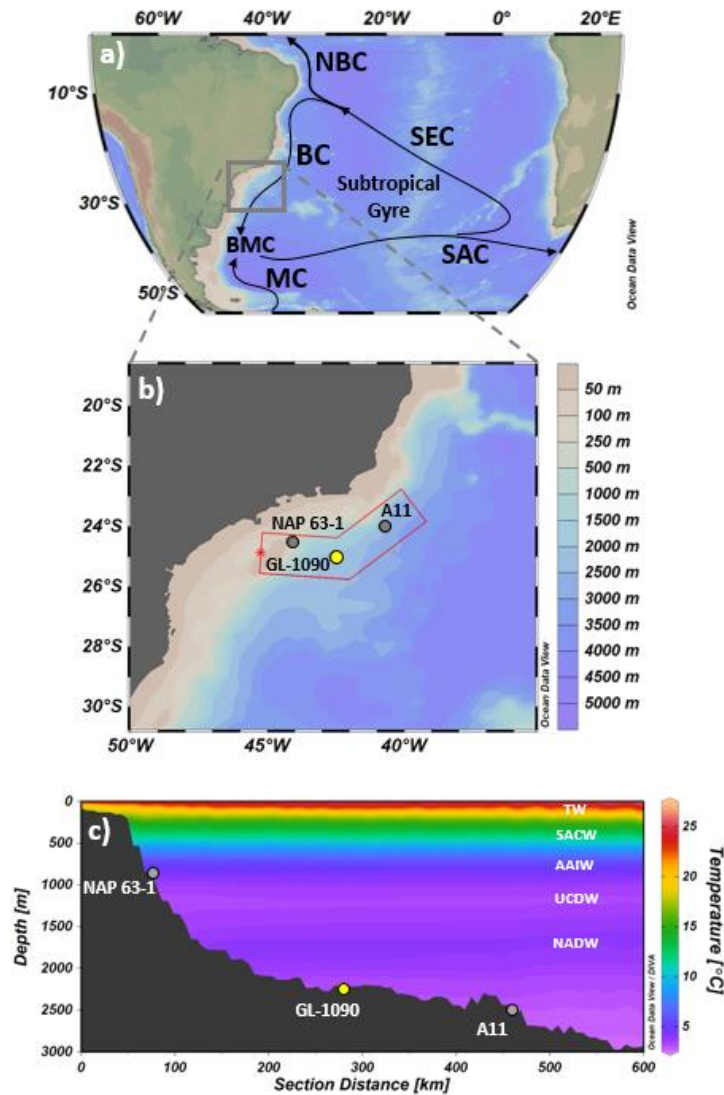 60°W 40°W 20°W 0° 20°E
a)
NBC
10°S
SEC
BC
Subtropical
Gyre
30°S
BMC
SAC
MC
50°S
Ocean Data View
b)
20°S
22°S
24°S
26°S
28°S
30°S
A11
NAP 63-1
GL-1090
50°W 45°W 40°W
Ocean Data View
50 m
100 m
250 m
500 m
1000 m
1500 m
2000 m
2500 m
3000 m
3500 m
4000 m
4500 m
5000 m
c)
Depth [m]
0
500
1000
1500
2000
2500
3000
TW
SACW
AAIW
UCDW
NADW
NAP 63-1
GL-1090
A11
0 100 200 300 400 500 600
Section Distance [km]
Ocean Data View / DIVA
25
20
15
10
5
Temperature [°C]